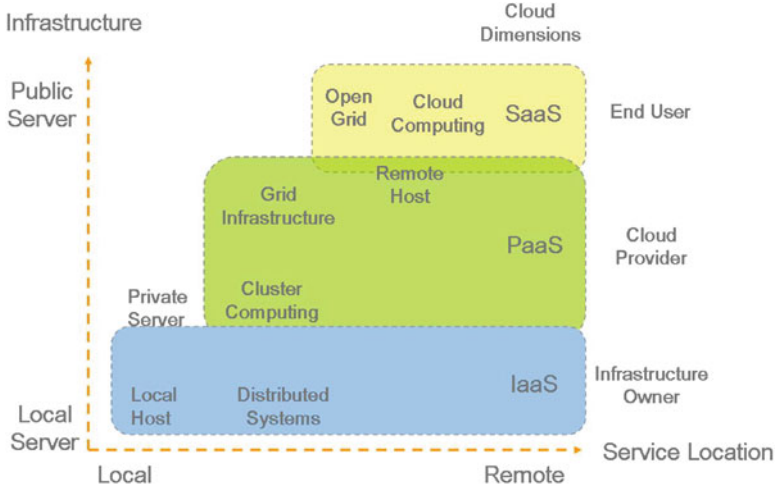 Infrastructure
Cloud
Dimensions
Public
Server
Open
Grid
Cloud
Computing
SaaS
End User
Remote
Host
Grid
Infrastructure
PaaS
Cloud
Provider
Cluster
Computing
Private
Server
IaaS
Infrastructure
Owner
Local
Host
Distributed
Systems
Local
Server
Service Location
Local
Remote